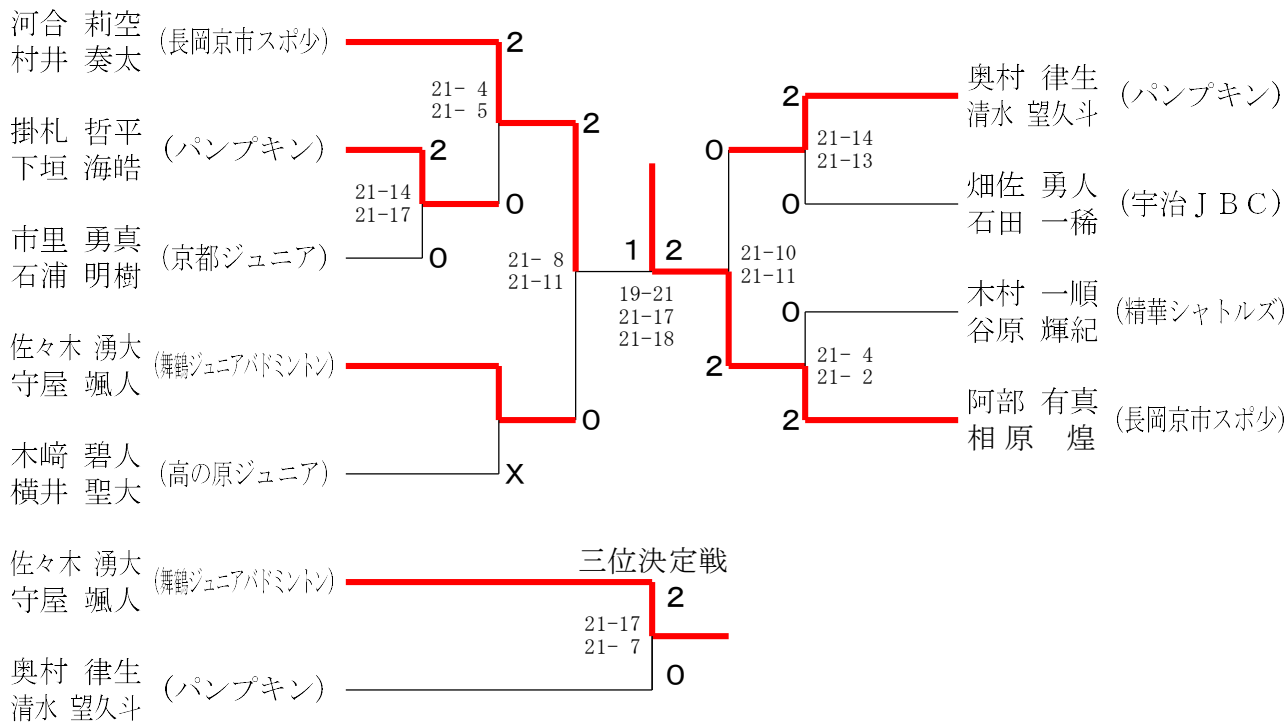 河合 莉空
村井 奏太
(長岡京市スポ少)
2
21- 4
21- 5
掛札 哲平
下垣 海皓
(パンプキン)
2
2
21-14
21-17
0
市里 勇真
石浦 明樹
(京都ジュニア)
0
21- 8
21-11
佐々木 湧大
守屋 颯人
(舞鶴ジュニアバドミントン)
0
木﨑 碧人
横井 聖大
(高の原ジュニア)
X
1 2
19-21
21-17
21-18
奥村 律生
清水 望久斗
(パンプキン)
2
21-14
21-13
0
畑佐 勇人
石田 一稀
(宇治ＪＢＣ)
0
21-10
21-11
木村 一順
谷原 輝紀
(精華シャトルズ)
0
21- 4
21- 2
2
阿部 有真
相原 煌
(長岡京市スポ少)
2
三位決定戦
佐々木 湧大
守屋 颯人
(舞鶴ジュニアバドミントン)
2
21-17
21- 7
奥村 律生
清水 望久斗
(パンプキン)
0